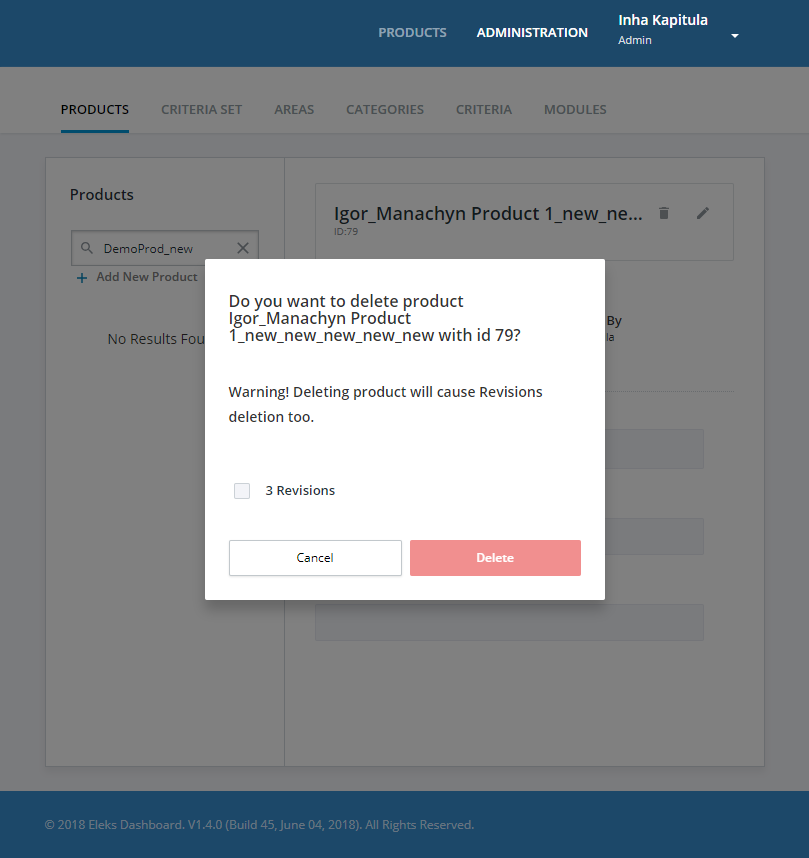 PRODUCTS
ADMINISTRATION
Inha Kapitula
Admin
PRODUCTS
CRITERIA SET
AREAS
CATEGORIES
CRITERIA
MODULES
Products
DemoProd_new
Add New Product
No Results Fou
Igor_Manachyn Product 1_new_ne...
ID:79
By
la
Do you want to delete product
Igor_Manachyn Product
1_new_new_new_new_new with id 79?
Warning! Deleting product will cause Revisions
deletion too.
3 Revisions
Cancel
Delete
© 2018 Eleks Dashboard. V1.4.0 (Build 45, June 04, 2018). All Rights Reserved.